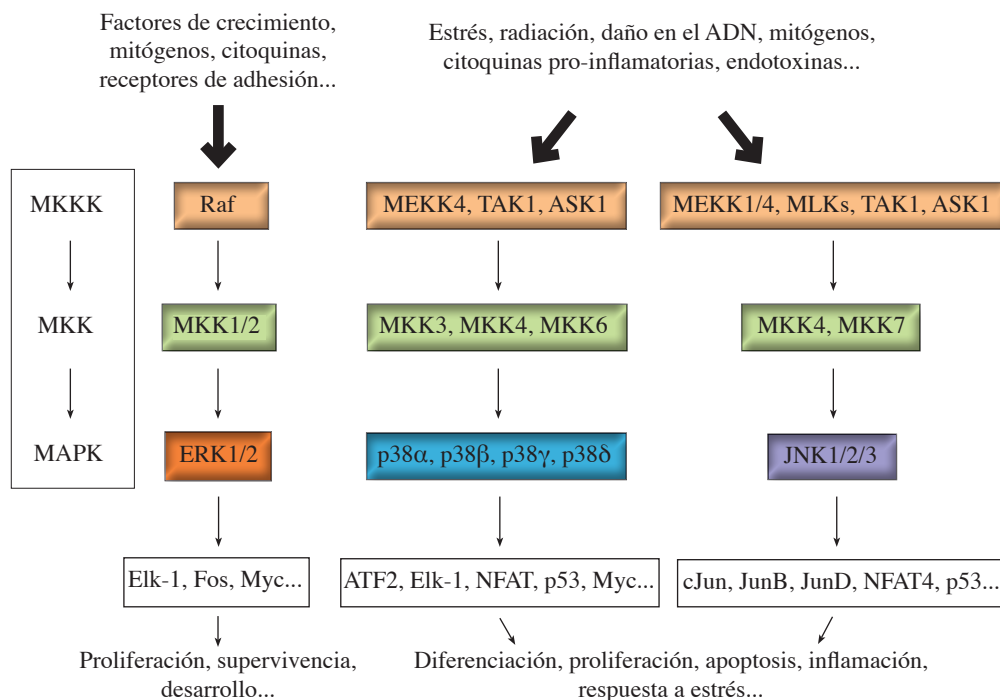 Factores de crecimiento,
mitógenos, citoquinas,
receptores de adhesión...
Estrés, radiación, daño en el ADN, mitógenos,
citoquinas pro-inflamatorias, endotoxinas...
MKKK
Raf
MEKK4, TAK1, ASK1
MEKK1/4, MLKs, TAK1, ASK1
MKK
MKK1/2
MKK3, MKK4, MKK6
MKK4, MKK7
MAPK
ERK1/2
p38α, p38β, p38γ, p38δ
JNK1/2/3
Elk-1, Fos, Myc...
ATF2, Elk-1, NFAT, p53, Myc...
cJun, JunB, JunD, NFAT4, p53...
Proliferación, supervivencia,
desarrollo...
Diferenciación, proliferación, apoptosis, inflamación,
respuesta a estrés...